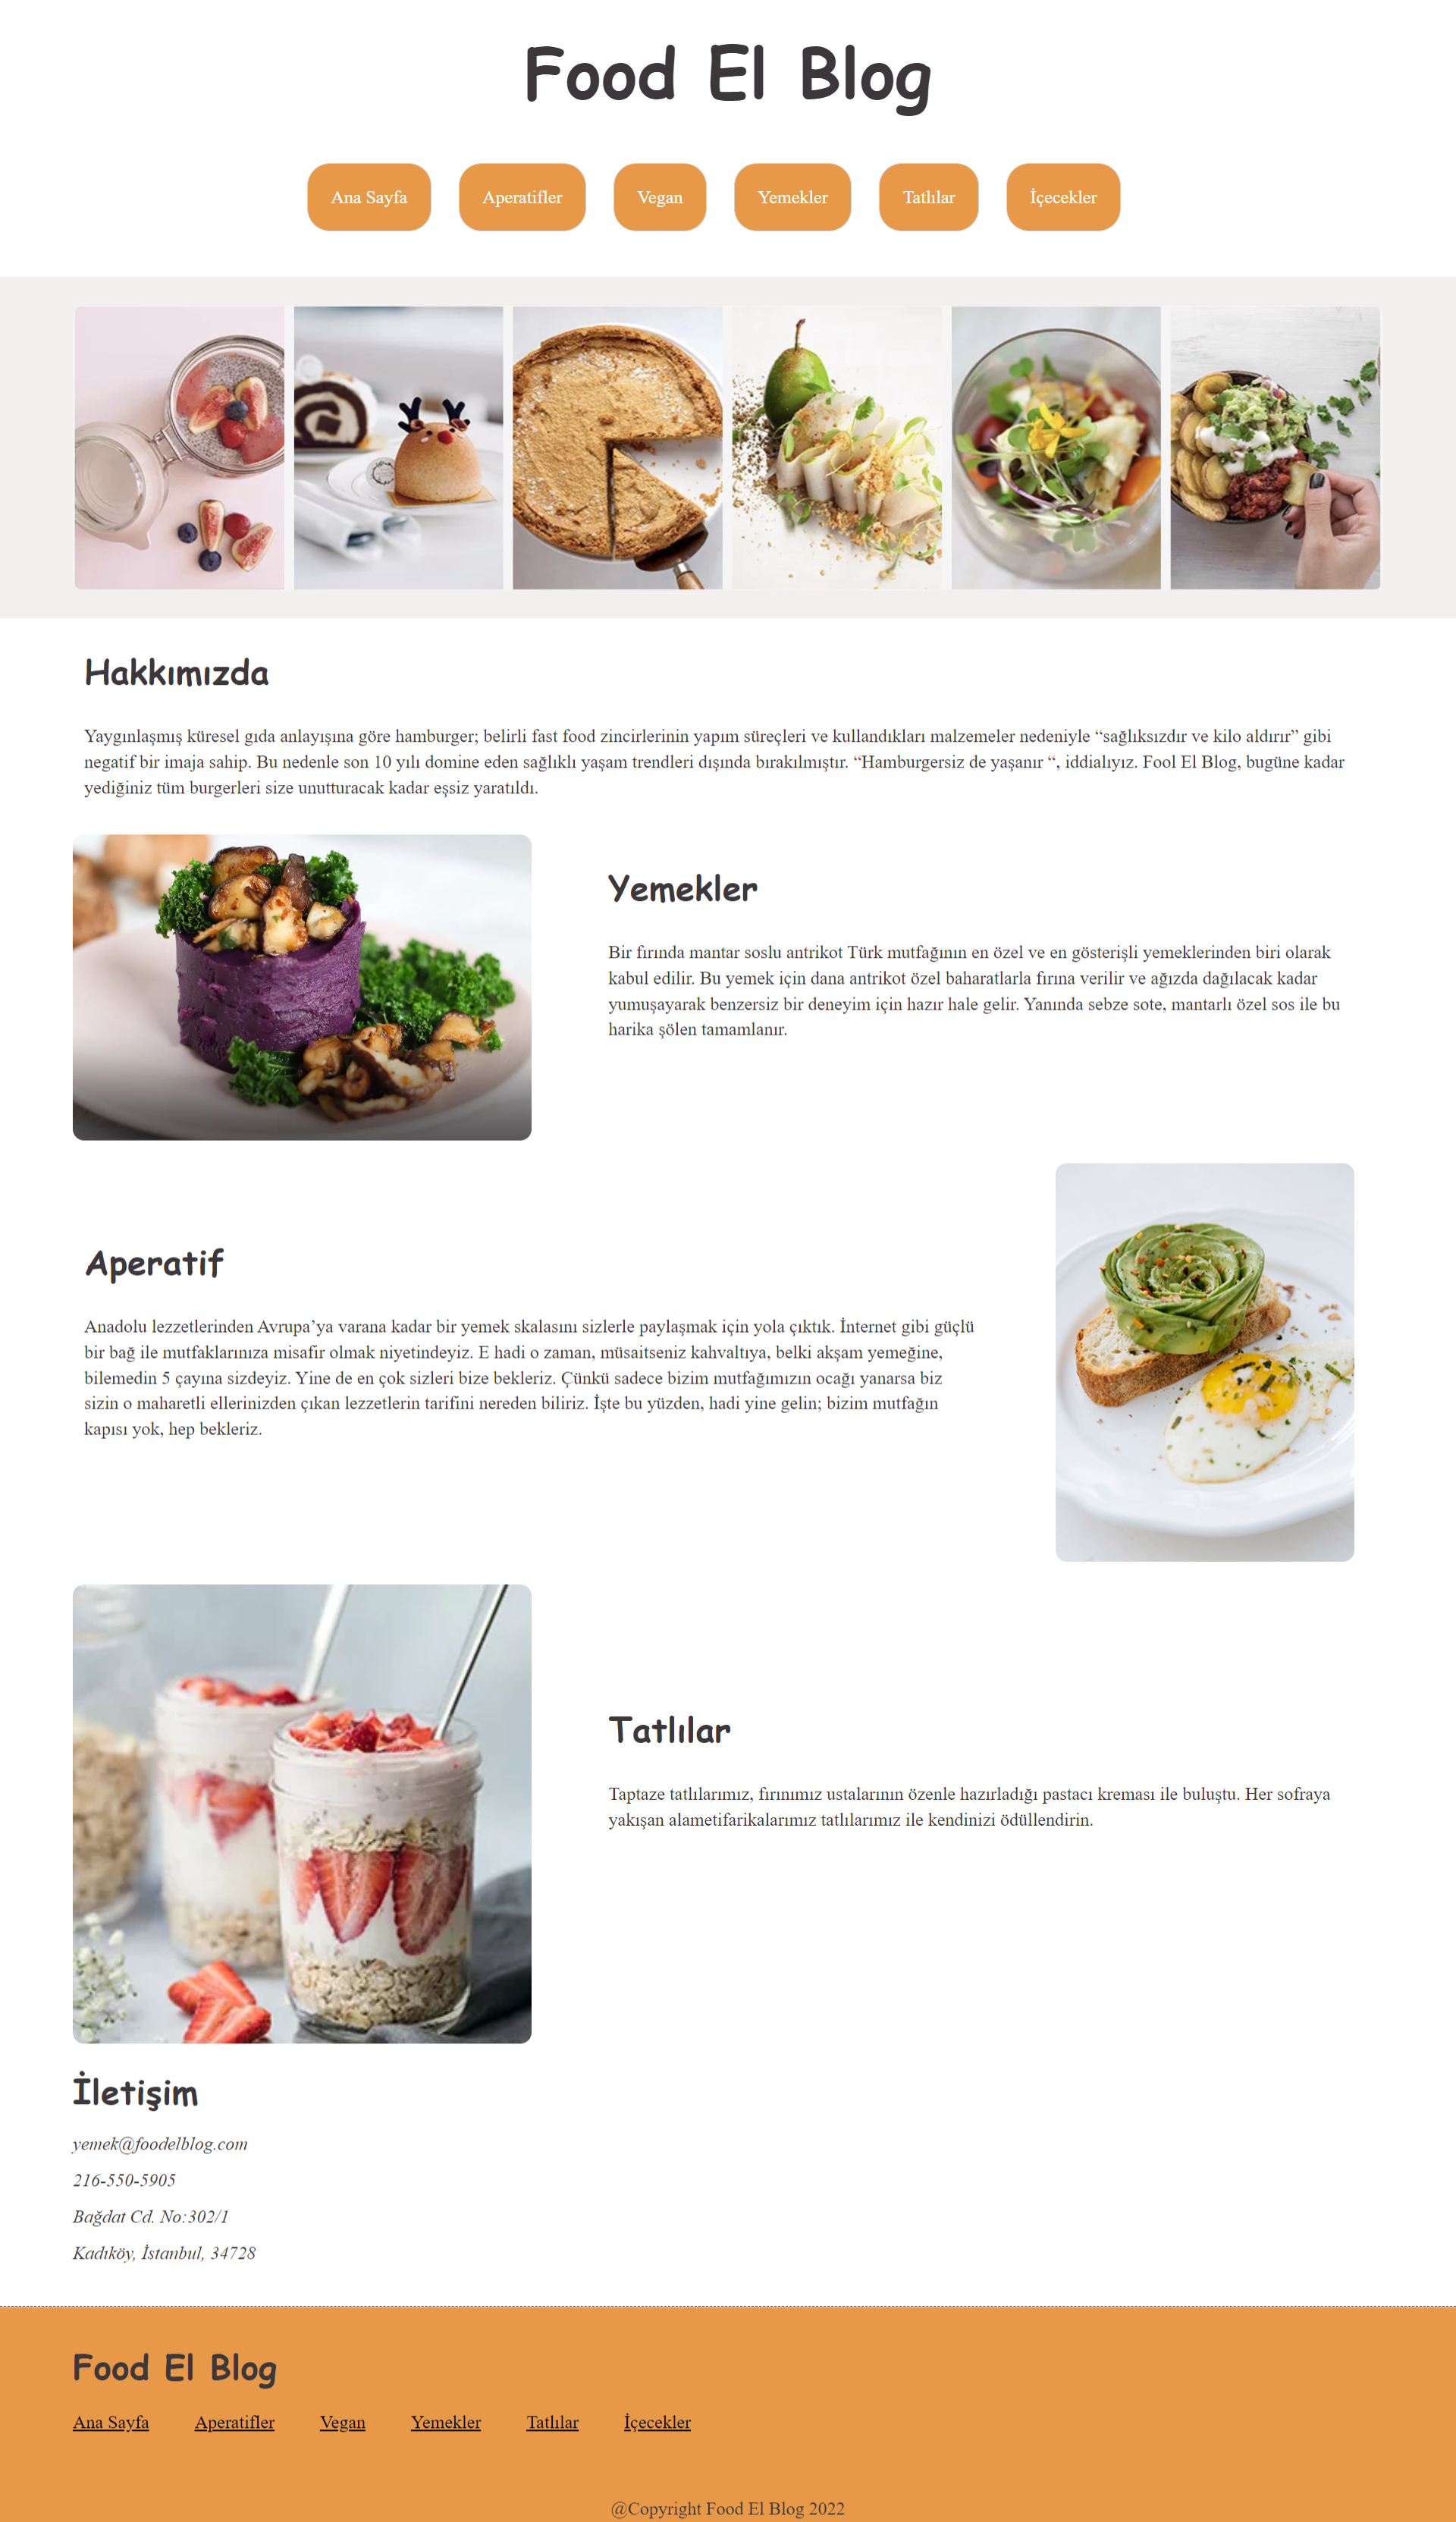 Food El Blog
Ana Sayfa
Aperatifler
Vegan
Yemekler
Tatlılar
İçecekler
Hakkımızda
Yaygınlaşmış küresel gıda anlayışına göre hamburger; belirli fast food zincirlerinin yapım süreçleri ve kullandıkları malzemeler nedeniyle “sağlıksızdır ve kilo aldırır” gibi
negatif bir imaja sahip. Bu nedenle son 10 yılı domine eden sağlıklı yaşam trendleri dışında bırakılmıştır. “Hamburgersiz de yaşanır “, iddialıyız. Fool El Blog, bugüne kadar
yediğiniz tüm burgerleri size unutturacak kadar eşsiz yaratıldı.
Yemekler
Bir fırında mantar soslu antrikot Türk mutfağının en özel ve en gösterişli yemeklerinden biri olarak
kabul edilir. Bu yemek için dana antrikot özel baharatlarla fırına verilir ve ağızda dağılacak kadar
yumuşayarak benzersiz bir deneyim için hazır hale gelir. Yanında sebze sote, mantarlı özel sos ile bu
harika şölen tamamlanır.
Aperatif
Anadolu lezzetlerinden Avrupa’ya varana kadar bir yemek skalasını sizlerle paylaşmak için yola çıktık. İnternet gibi güçlü
bir bağ ile mutfaklarınıza misafir olmak niyetindeyiz. E hadi o zaman, müsaitseniz kahvaltıya, belki akşam yemeğine,
bilemedin 5 çayına sizdeyiz. Yine de en çok sizleri bize bekleriz. Çünkü sadece bizim mutfağımızın ocağı yanarsa biz
sizin o maharetli ellerinizden çıkan lezzetlerin tarifini nereden biliriz. İşte bu yüzden, hadi yine gelin; bizim mutfağın
kapısı yok, hep bekleriz.
Tatlılar
Taptaze tatlılarımız, fırınımız ustalarının özenle hazırladığı pastacı kreması ile buluştu. Her sofraya
yakışan alametifarikalarımız tatlılarımız ile kendinizi ödüllendirin.
İletişim
yemek@foodelblog.com
216-550-5905
Bağdat Cd. No:302/1
Kadıköy, İstanbul, 34728
Food El Blog
Ana Sayfa
Aperatifler
Vegan
Yemekler
Tatlılar
İçecekler
@Copyright Food El Blog 2022